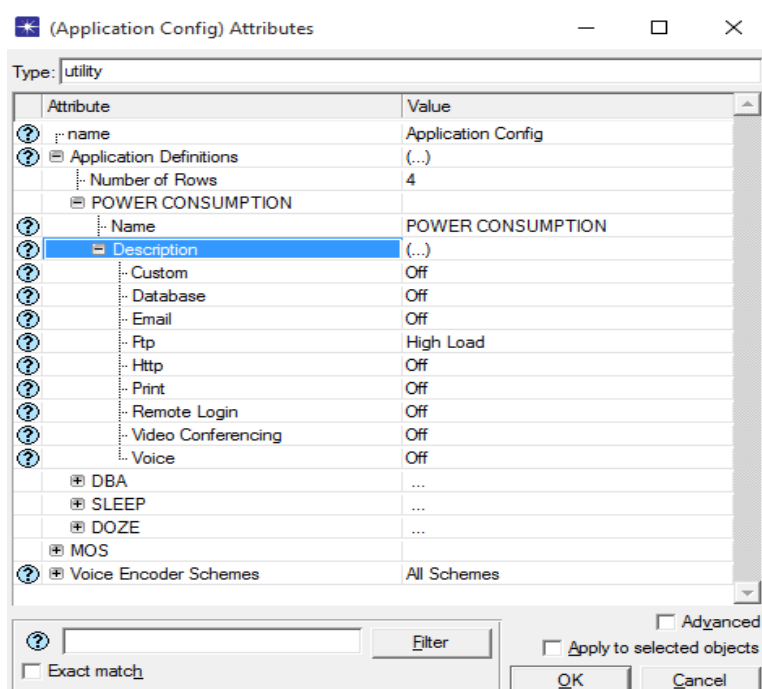 (Application Config) Attributes
Type: utility
Attribute Value
name Application Config
Application Definitions (...)
Number of Rows 4
POWER CONSUMPTION
Name POWER CONSUMPTION
Description (...)
Custom Off
Database Off
Email Off
Ftp High Load
Http Off
Print Off
Remote Login Off
Video Conferencing Off
Voice Off
DBA ...
SLEEP ...
DOZE ...
MOS
Voice Encoder Schemes All Schemes
Advanced
Filter
Apply to selected objects
Exact match
OK Cancel